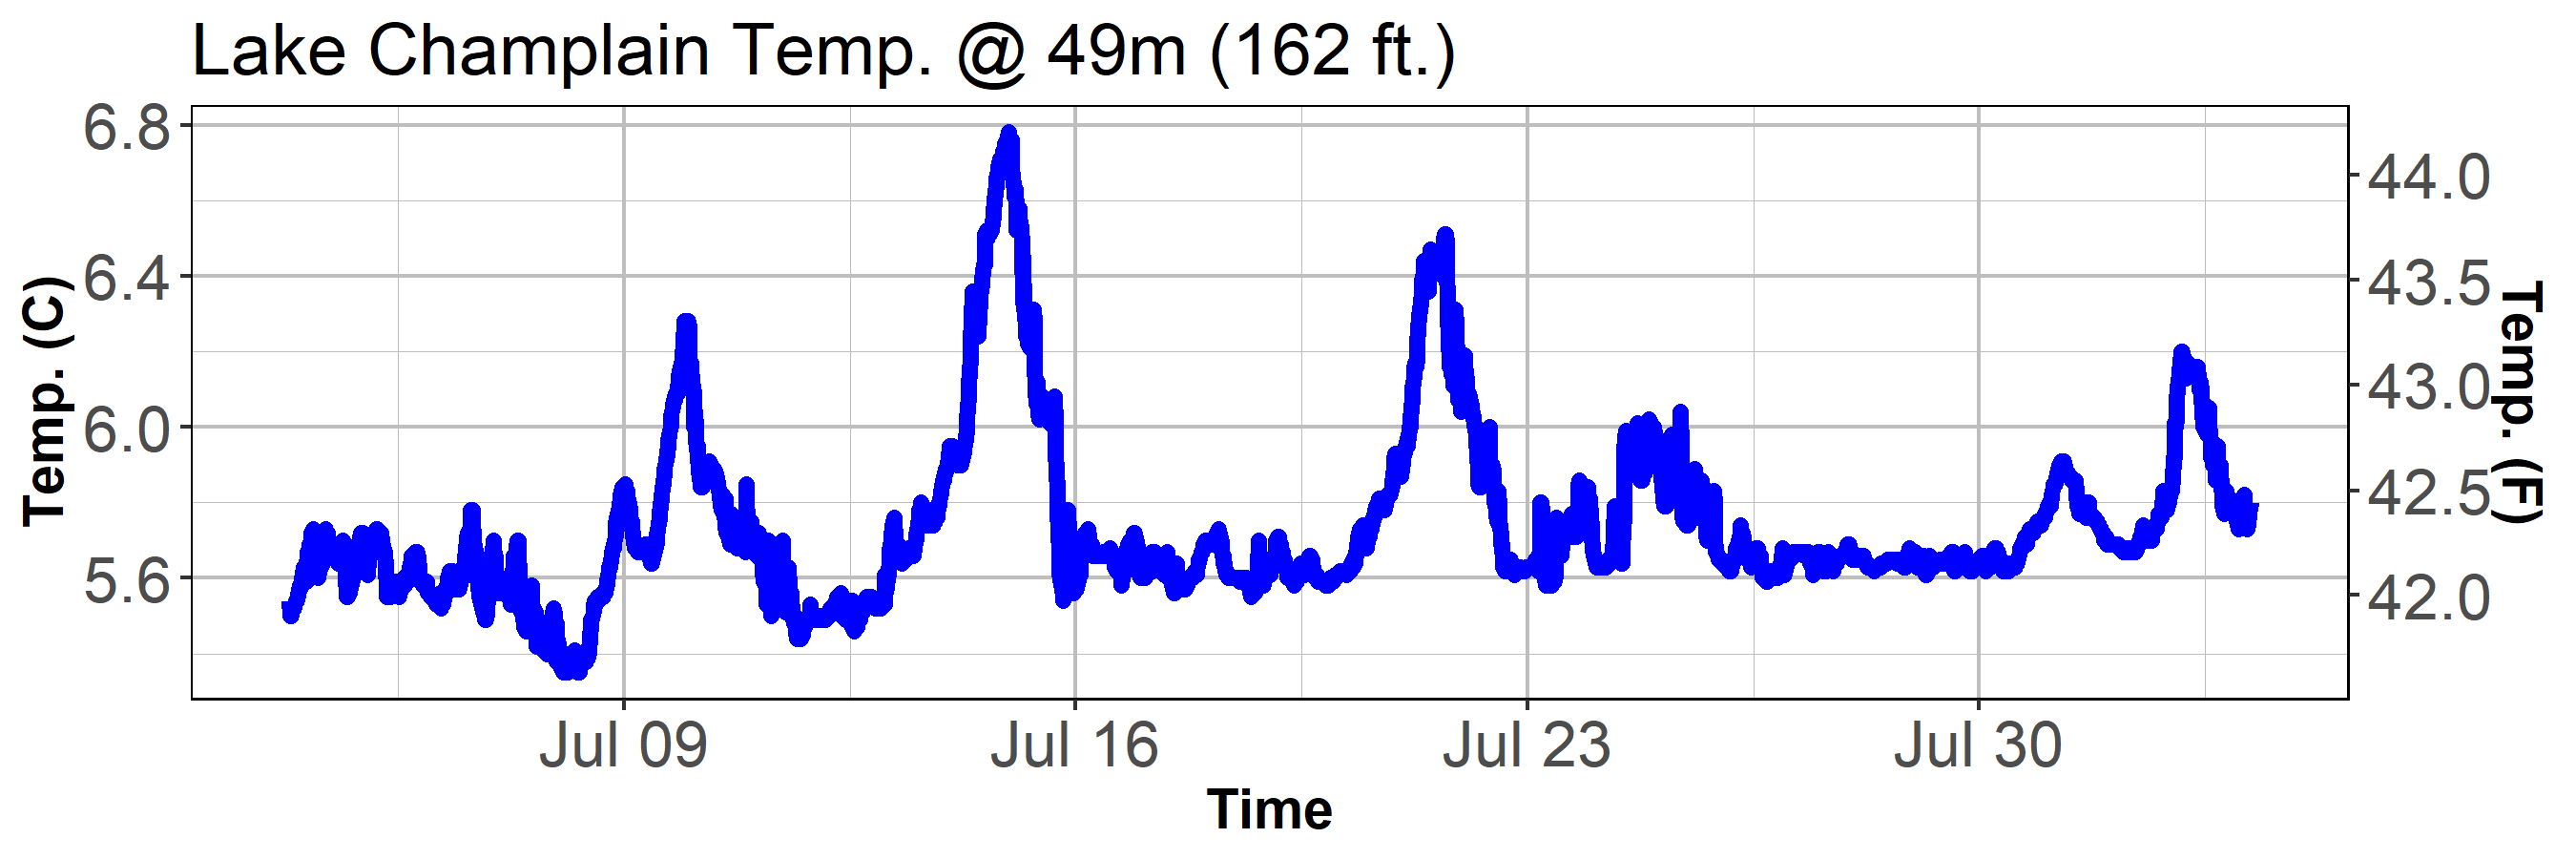 Lake Champlain Temp. @ 49m (162 ft.)
6.8
6.4
6.0
5.6
Temp. (C)
44.0
43.5
43.0
42.5
42.0
Temp. (F)
Jul 09 Jul 16 Jul 23 Jul 30
Time